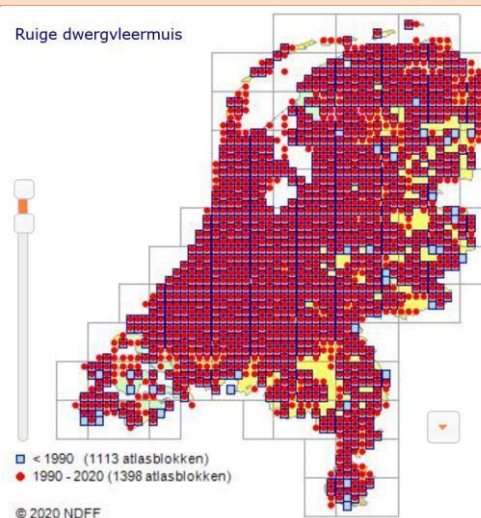 Ruige dwergvleermuis
< 1990 (1113 atlasblokken)
1990 - 2020 (1398 atlasblokken)
© 2020 NDFF